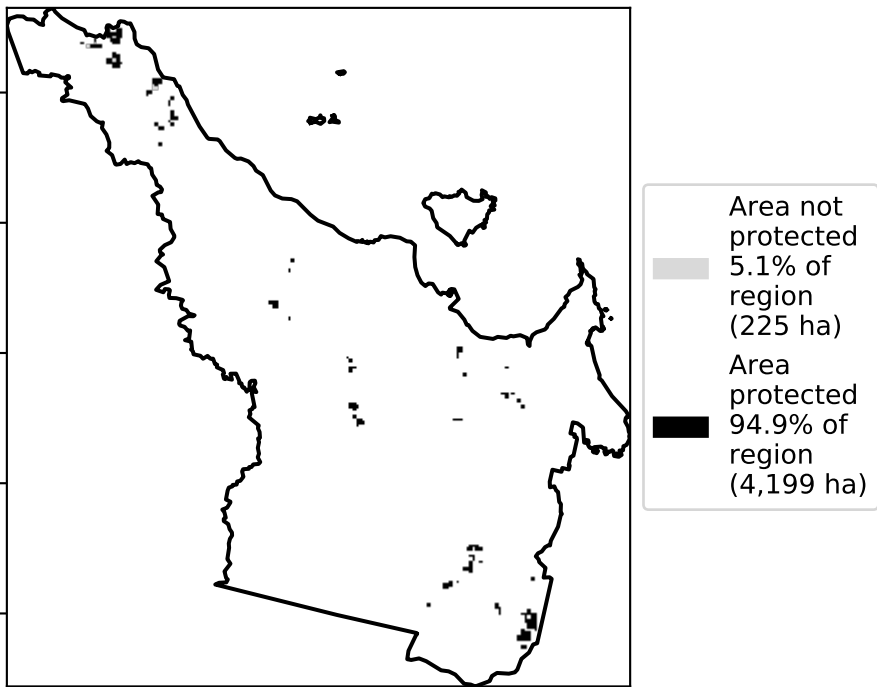 Area not
protected
5.1% of
region
(225 ha)
Area
protected
94.9% of
region
(4,199 ha)